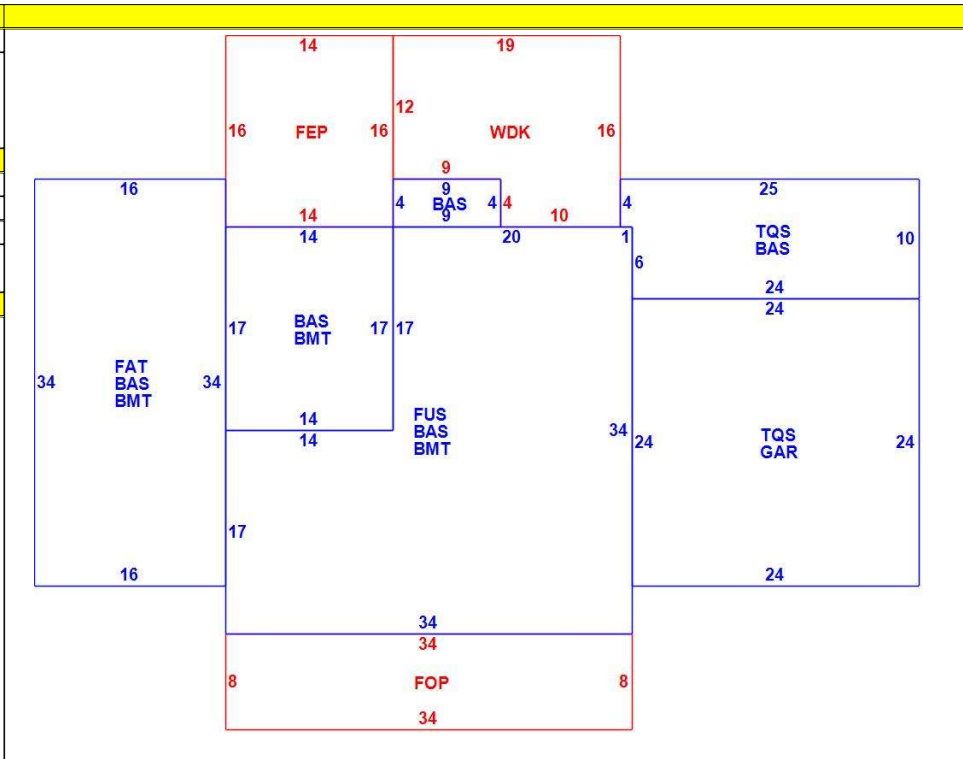 14 19
12
16 FEP 16 WDK 16
9
16 9 25
4 BAS 4 4 4
14 9 10
14 20 1
TQS
BAS 10
6
24
24
BAS
BMT
17 17 17
FAT
BAS
BMT
34 34
14
14
FUS
BAS
BMT
34 24
TQS
GAR
24
17
16 24
34
34
8 FOP 8
34